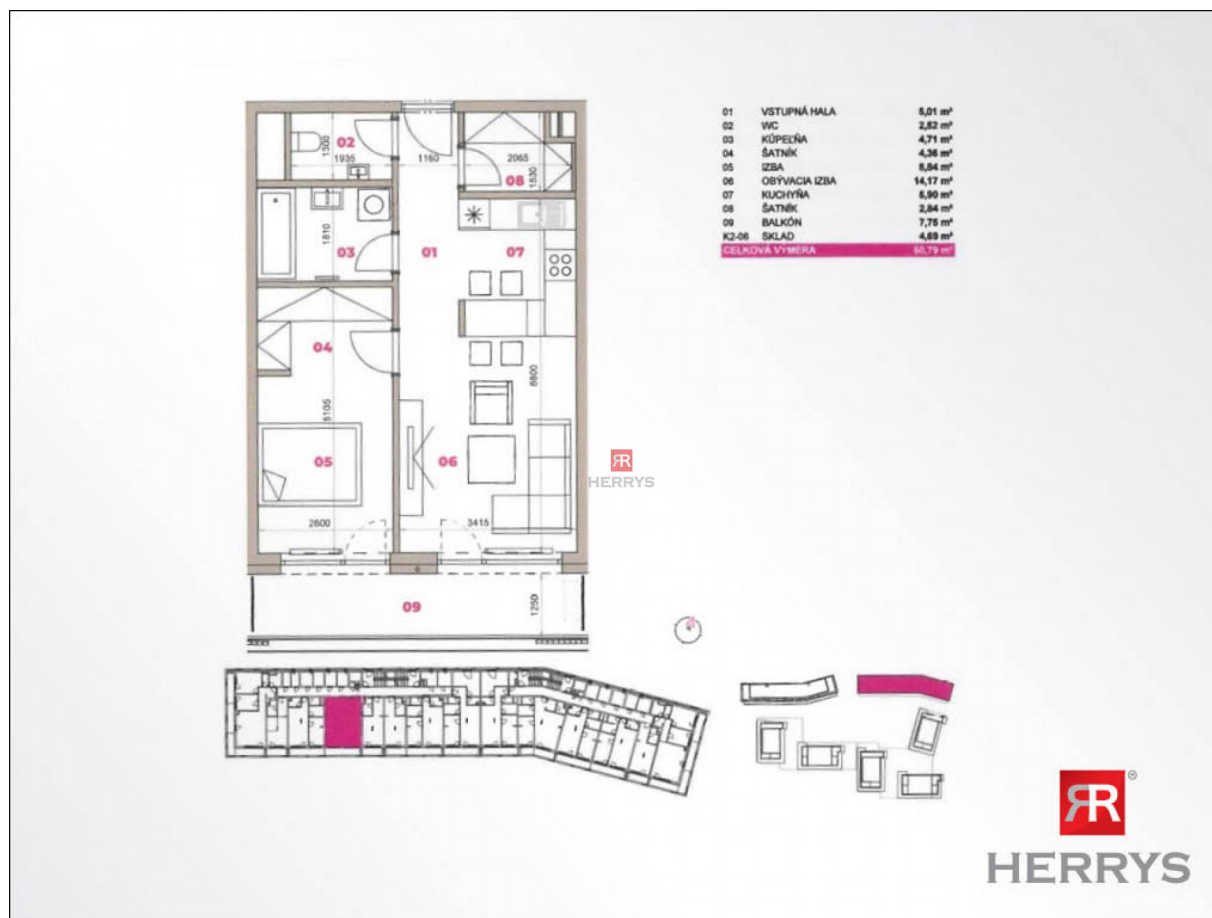 01 VSTUPNÁ HALA 5,01 m²
02 WC 2,52 m²
03 KÚPEĽŇA 4,71 m²
04 ŠATNÍK 4,36 m²
05 IZBA 8,84 m²
06 OBÝVACIA IZBA 14,17 m²
07 KUCHYŇA 5,90 m²
08 ŠATNÍK 2,84 m²
09 BALKÓN 7,75 m²
K2-06 SKLAD 4,69 m²
CELKOVÁ VÝMERA 60,79 m²
02
1300
1935
1160
2065
08
1530
1810
03
01
07
04
6800
5105
05
06
HERRYS
2600
3415
09
1250
HERRYS
®